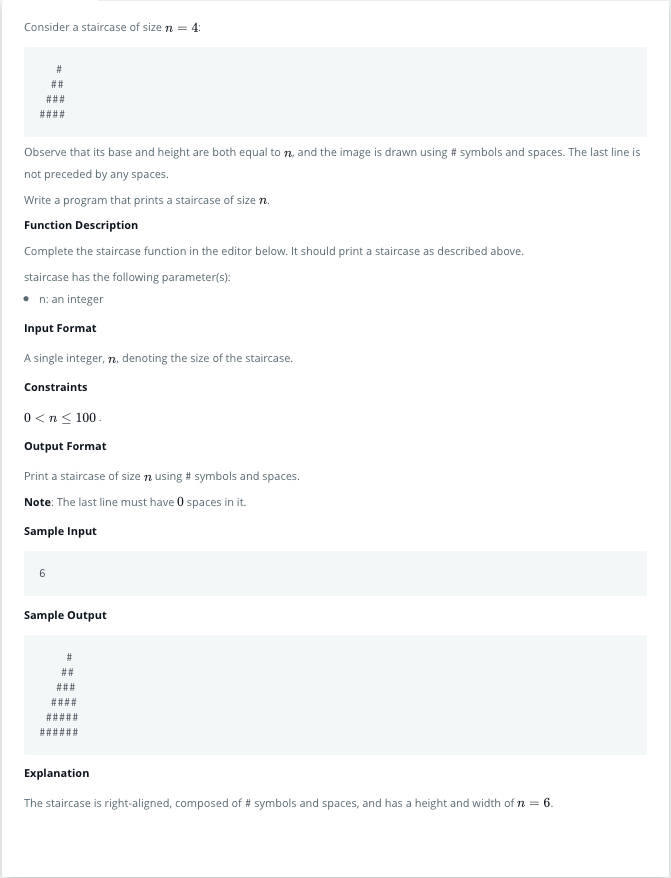 Consider a staircase of size n = 4:
   #
  ##
 ###
####
Observe that its base and height are both equal to n, and the image is drawn using # symbols and spaces. The last line is
not preceded by any spaces.
Write a program that prints a staircase of size n.
Function Description
Complete the staircase function in the editor below. It should print a staircase as described above.
staircase has the following parameter(s):
• n: an integer
Input Format
A single integer, n, denoting the size of the staircase.
Constraints
0 < n ≤ 100 .
Output Format
Print a staircase of size n using # symbols and spaces.
Note: The last line must have 0 spaces in it.
Sample Input
6
Sample Output
     #
    ##
   ###
  ####
 #####
######
Explanation
The staircase is right-aligned, composed of # symbols and spaces, and has a height and width of n = 6.